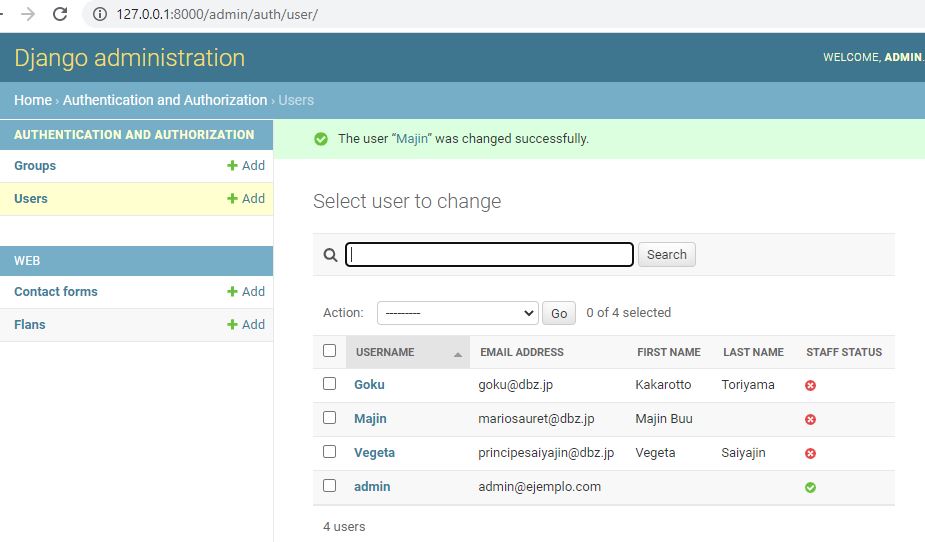 127.0.0.1:8000/admin/auth/user/
Django administration
WELCOME, ADMIN.
Home › Authentication and Authorization › Users
AUTHENTICATION AND AUTHORIZATION
Groups + Add
Users + Add
WEB
Contact forms + Add
Flans + Add
The user “Majin” was changed successfully.
Select user to change
Search
Action: --------- Go 0 of 4 selected
USERNAME EMAIL ADDRESS FIRST NAME LAST NAME STAFF STATUS
Goku goku@dbz.jp Kakarotto Toriyama
Majin mariosauret@dbz.jp Majin Buu
Vegeta principesaiyajin@dbz.jp Vegeta Saiyajin
admin admin@ejemplo.com
4 users